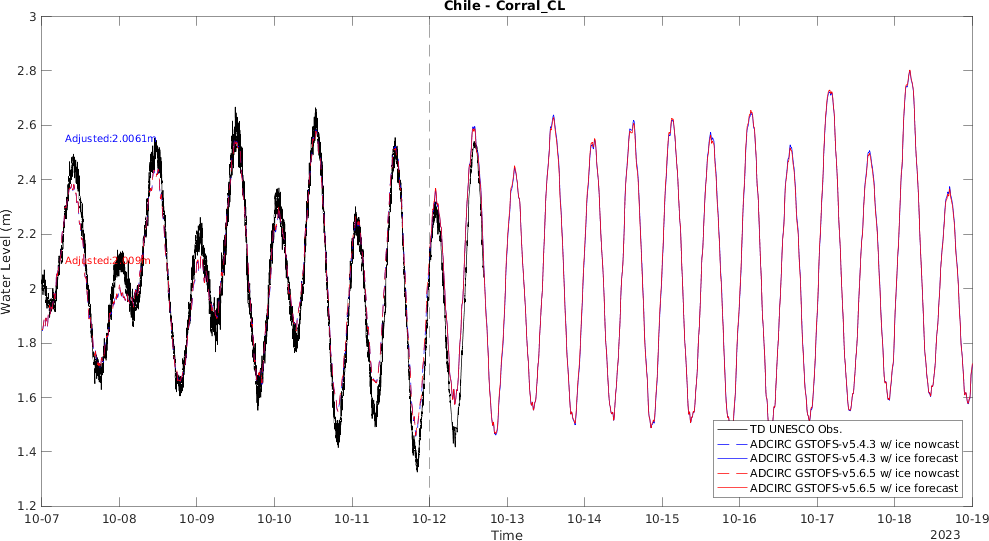 Chile - Corral_CL
3
2.8
2.6
2.4
2.2
2
1.8
1.6
1.4
1.2
Water Level (m)
Adjusted:2.0061m
Adjusted:2.009m
TD UNESCO Obs.
ADCIRC GSTOFS-v5.4.3 w/ ice nowcast
ADCIRC GSTOFS-v5.4.3 w/ ice forecast
ADCIRC GSTOFS-v5.6.5 w/ ice nowcast
ADCIRC GSTOFS-v5.6.5 w/ ice forecast
10-07 10-08 10-09 10-10 10-11 10-12 10-13 10-14 10-15 10-16 10-17 10-18 10-19
Time
2023